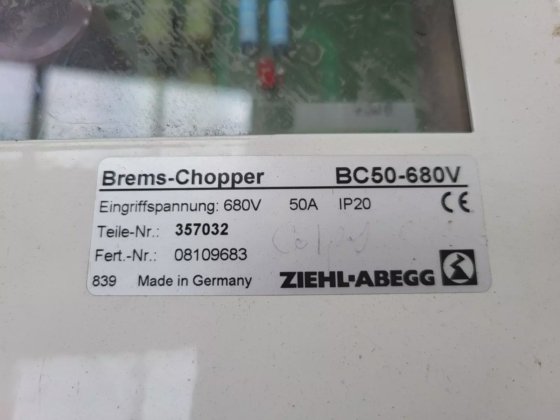 Brems-Chopper BC50-680V
Eingriffspannung: 680V 50A IP20 CE
Teile-Nr.: 357032
Fert.-Nr.: 08109683
839 Made in Germany ZIEHL-ABEGG